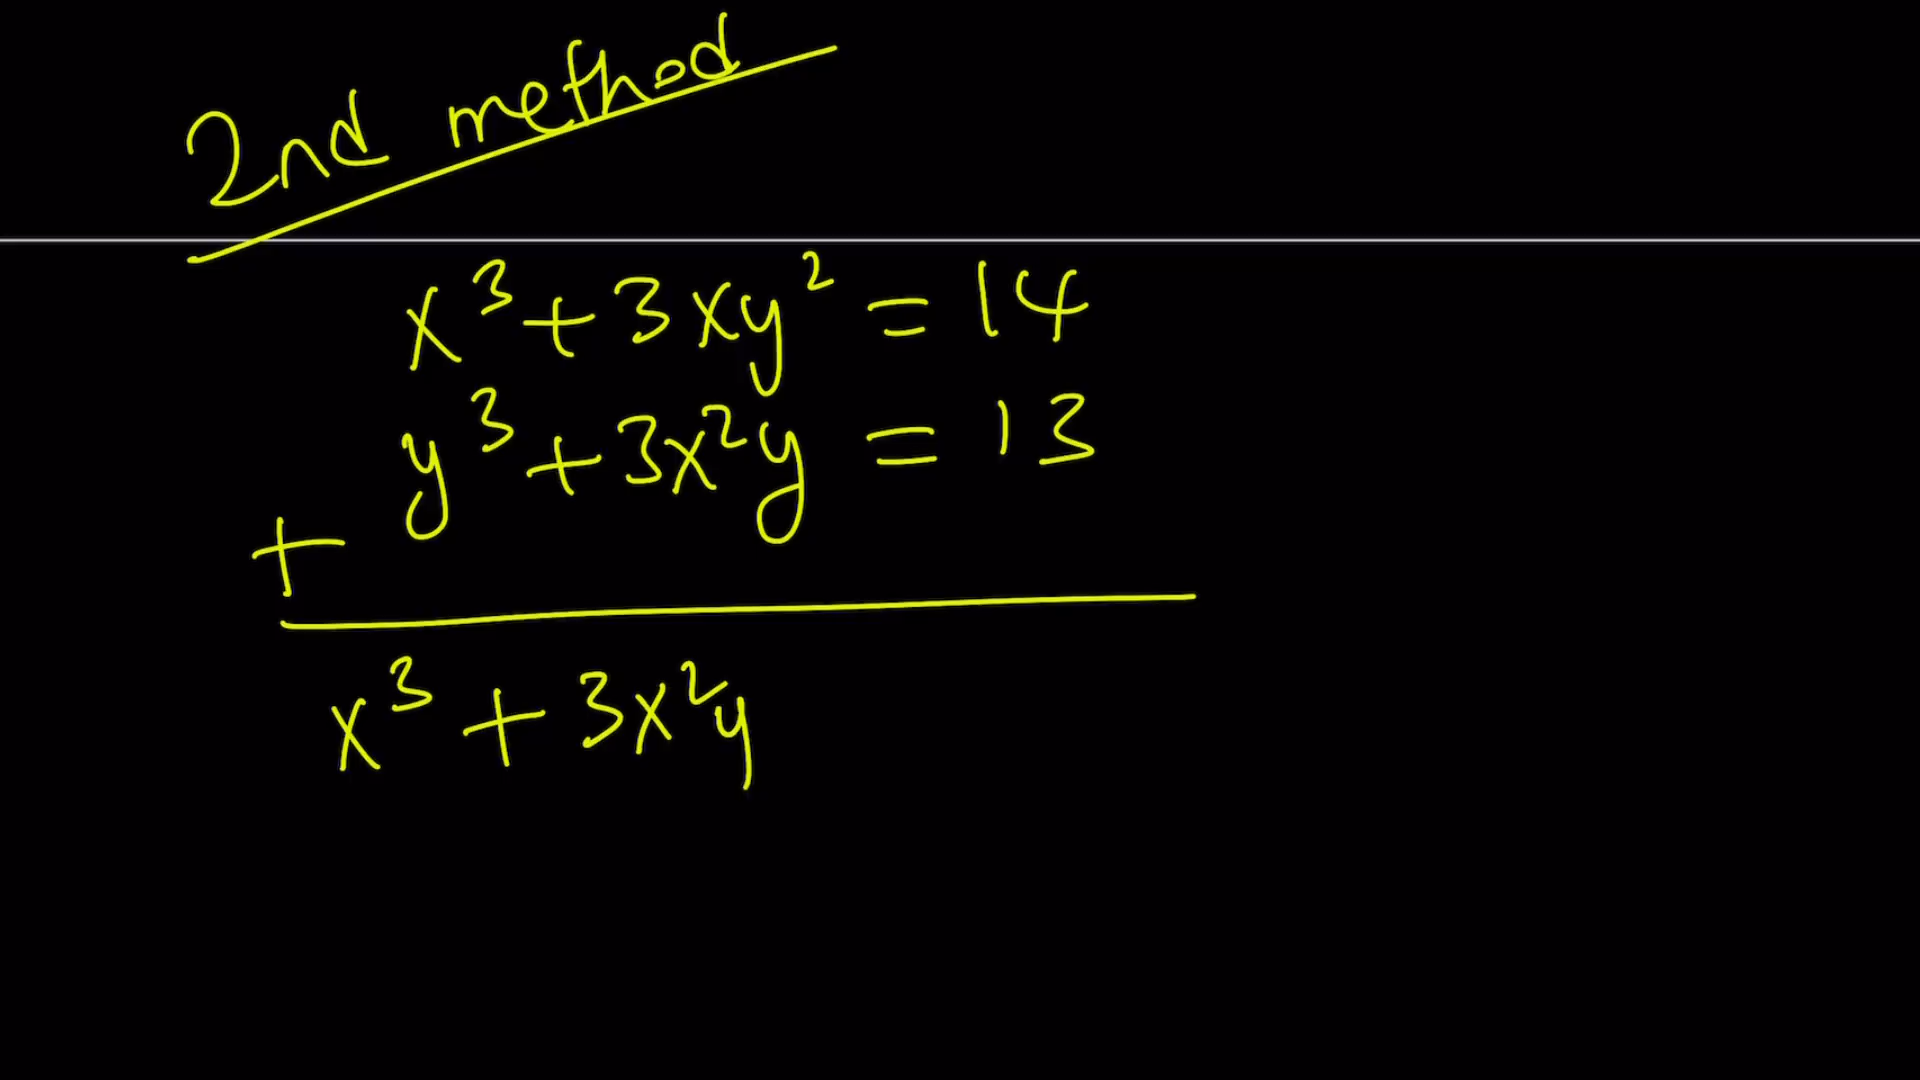 2nd method
x³ + 3xy² = 14
y³ + 3x²y = 13
+
x³ + 3x²y